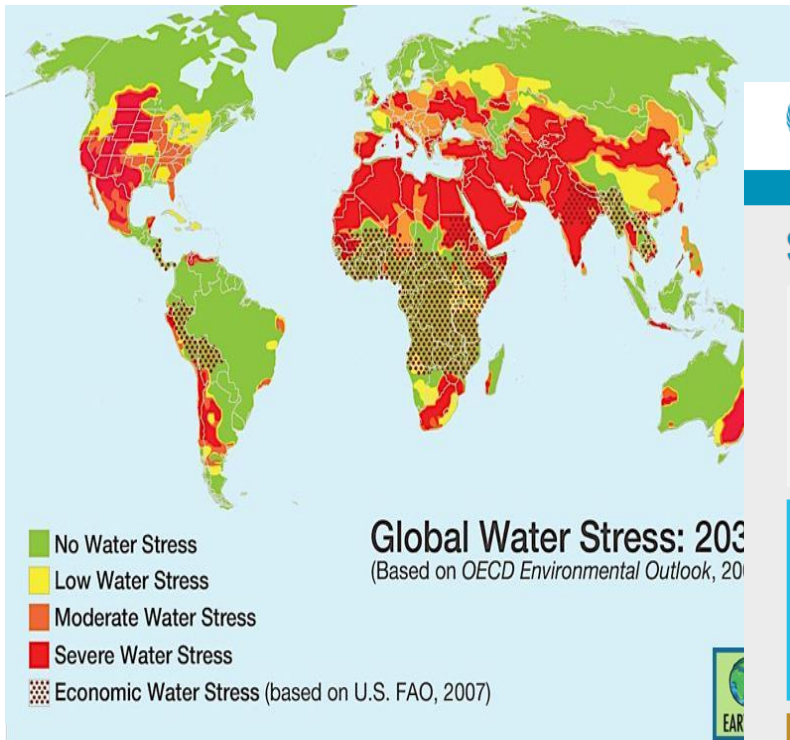 Global Water Stress: 203
(Based on OECD Environmental Outlook, 20
No Water Stress
Low Water Stress
Moderate Water Stress
Severe Water Stress
Economic Water Stress (based on U.S. FAO, 2007)
EAR
S